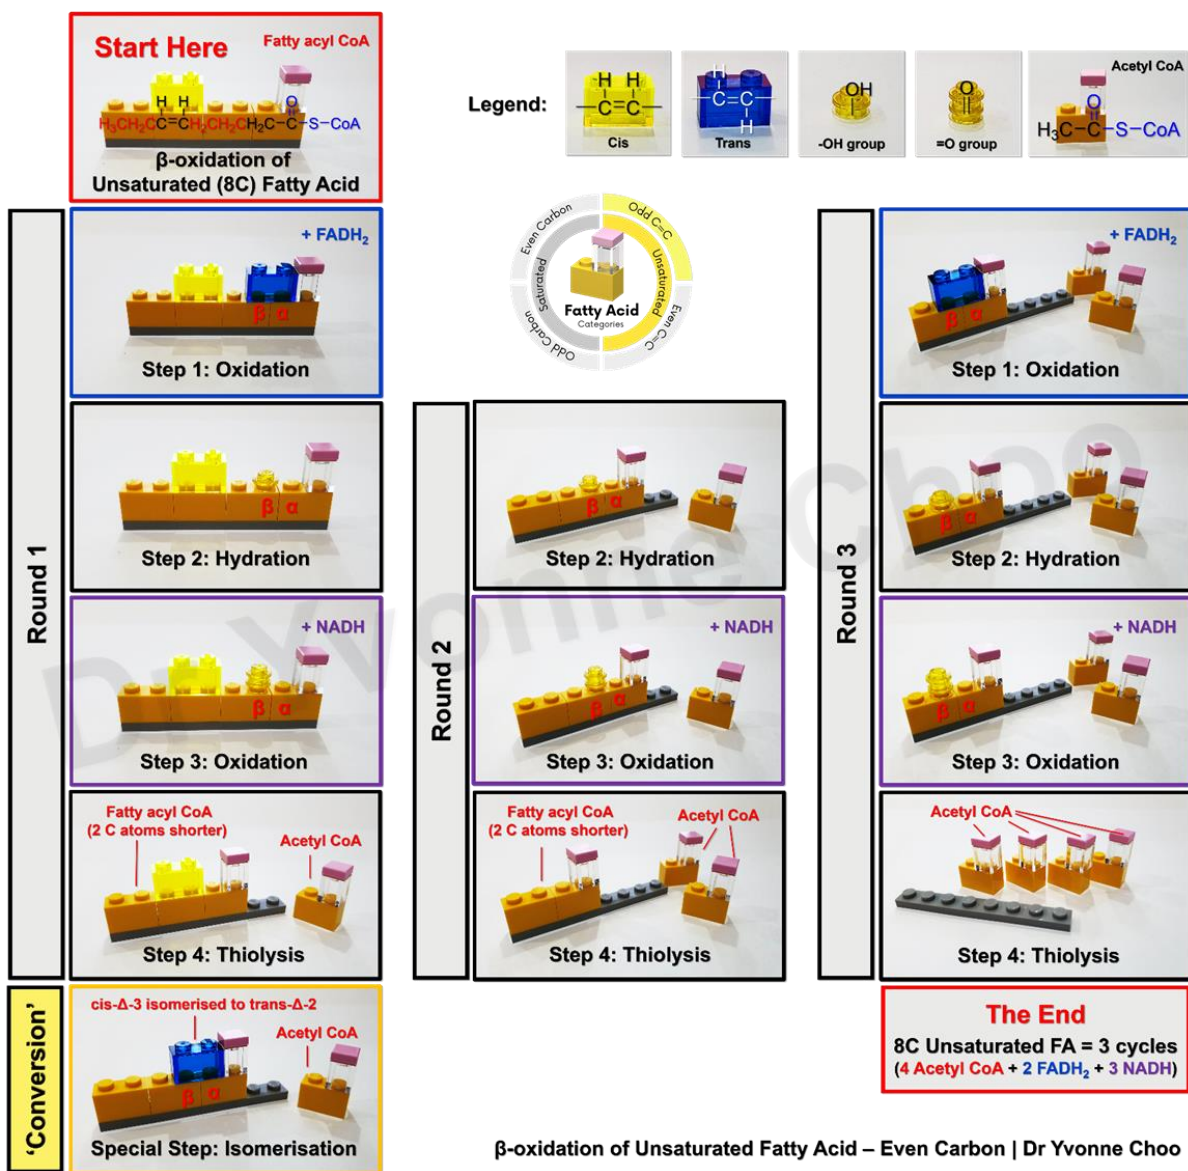 Start Here
Fatty acyl CoA
H H O
H₃CH₂CC=CH₂CH₂CH₂C-C-S-CoA
β-oxidation of
Unsaturated (8C) Fatty Acid
Legend:
H H
C=C
Cis
H
C=C
H
Trans
OH
-OH group
O
=O group
Acetyl CoA
O
H₃C-C-S-CoA
Even Carbon
Odd C=C
Saturated
Unsaturated
Fatty Acid
Categories
Odd Carbon
Even C=C
Round 1
+ FADH₂
β α
Step 1: Oxidation
β α
Step 2: Hydration
+ NADH
β α
Step 3: Oxidation
Fatty acyl CoA
(2 C atoms shorter)
Acetyl CoA
Step 4: Thiolysis
'Conversion'
cis-Δ-3 isomerised to trans-Δ-2
Acetyl CoA
β α
Special Step: Isomerisation
Round 2
β α
Step 2: Hydration
+ NADH
β α
Step 3: Oxidation
Fatty acyl CoA
(2 C atoms shorter)
Acetyl CoA
Step 4: Thiolysis
Round 3
+ FADH₂
β α
Step 1: Oxidation
β α
Step 2: Hydration
+ NADH
β α
Step 3: Oxidation
Acetyl CoA
Step 4: Thiolysis
The End
8C Unsaturated FA = 3 cycles
(4 Acetyl CoA + 2 FADH₂ + 3 NADH)
β-oxidation of Unsaturated Fatty Acid – Even Carbon | Dr Yvonne Choo
Dr Yvonne Choo